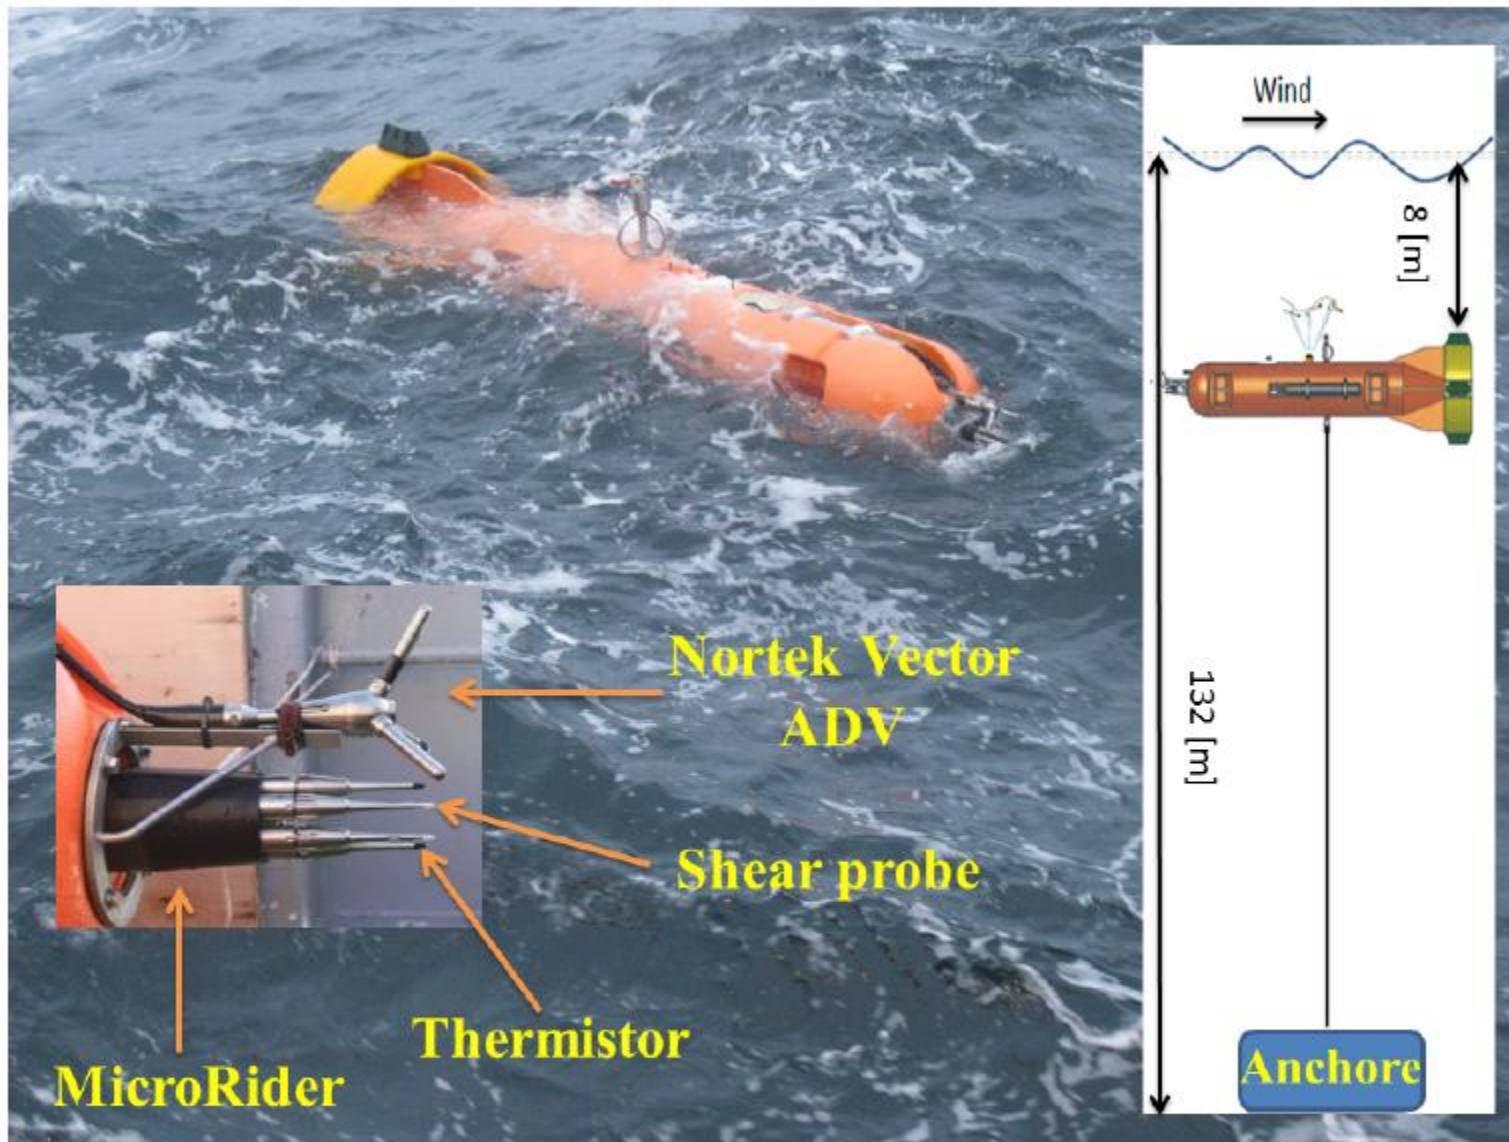 Wind
8 [m]
132 [m]
Nortek Vector
ADV
Shear probe
Thermistor
MicroRider
Anchore